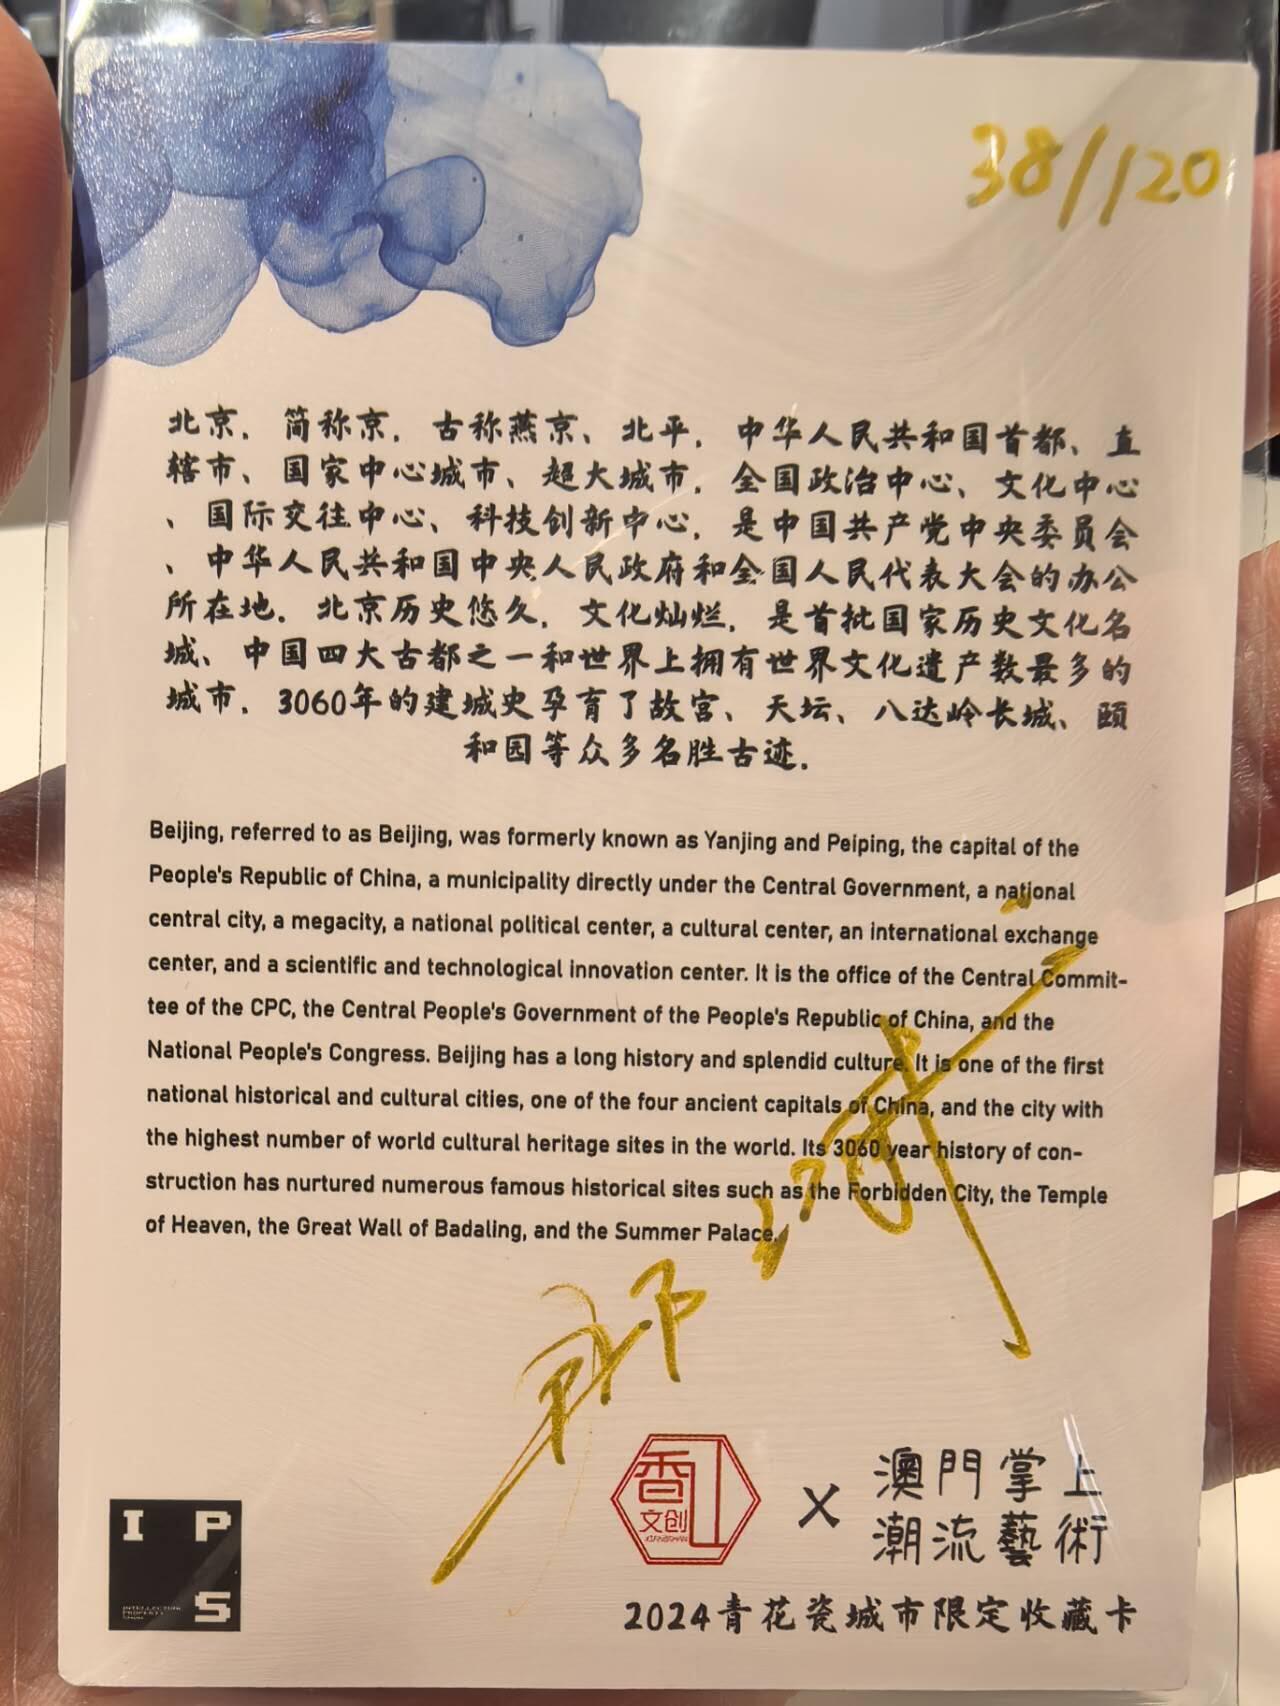 38/120
北京，简称京，古称燕京、北平，中华人民共和国首都、直
辖市、国家中心城市、超大城市，全国政治中心、文化中心
、国际交往中心、科技创新中心，是中国共产党中央委员会
、中华人民共和国中央人民政府和全国人民代表大会的办公
所在地。北京历史悠久，文化灿烂，是首批国家历史文化名
城、中国四大古都之一和世界上拥有世界文化遗产数最多的
城市，3060年的建城史孕育了故宫、天坛、八达岭长城、颐
和园等众多名胜古迹。
Beijing, referred to as Beijing, was formerly known as Yanjing and Peiping, the capital of the
People's Republic of China, a municipality directly under the Central Government, a national
central city, a megacity, a national political center, a cultural center, an international exchange
center, and a scientific and technological innovation center. It is the office of the Central Commit-
tee of the CPC, the Central People's Government of the People's Republic of China, and the
National People's Congress. Beijing has a long history and splendid culture. It is one of the first
national historical and cultural cities, one of the four ancient capitals of China, and the city with
the highest number of world cultural heritage sites in the world. Its 3060 year history of con-
struction has nurtured numerous famous historical sites such as the Forbidden City, the Temple
of Heaven, the Great Wall of Badaling, and the Summer Palace.
I P
S
INTELLECTURE
PROPERTY
SHOW
香山
文创
X
澳門掌上
潮流藝術
2024青花瓷城市限定收藏卡